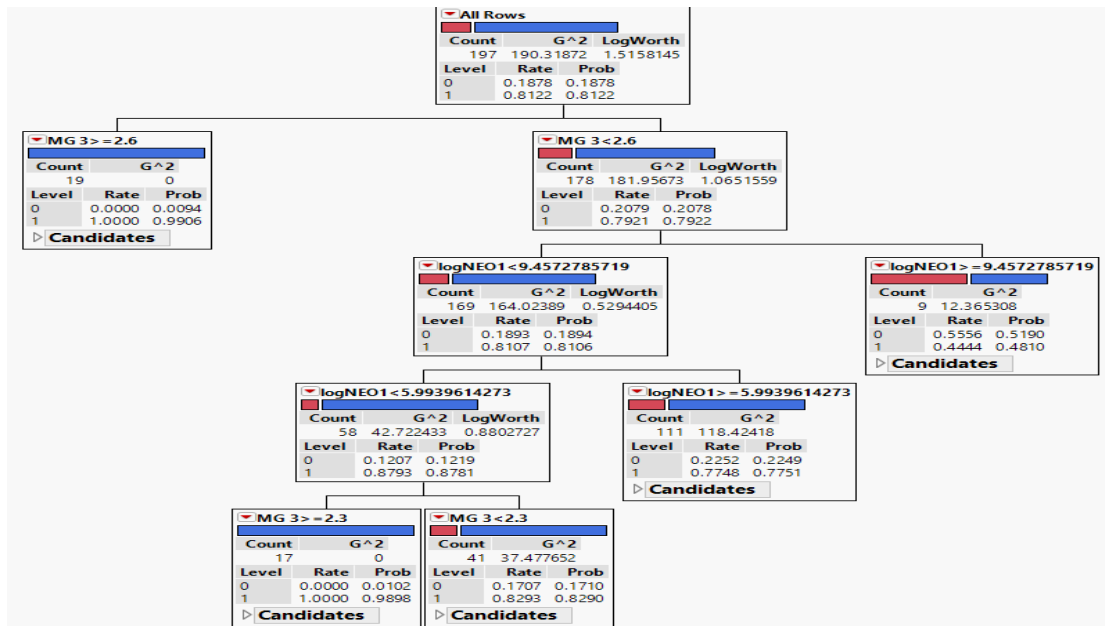 All Rows
Count G^2 LogWorth
197 190.31872 1.5158145
Level Rate Prob
0 0.1878 0.1878
1 0.8122 0.8122
MG 3>=2.6
Count G^2
19 0
Level Rate Prob
0 0.0000 0.0094
1 1.0000 0.9906
Candidates
MG 3<2.6
Count G^2 LogWorth
178 181.95673 1.0651559
Level Rate Prob
0 0.2079 0.2078
1 0.7921 0.7922
logNEO1<9.4572785719
Count G^2 LogWorth
169 164.02389 0.5294405
Level Rate Prob
0 0.1893 0.1894
1 0.8107 0.8106
logNEO1>=9.4572785719
Count G^2
9 12.365308
Level Rate Prob
0 0.5556 0.5190
1 0.4444 0.4810
Candidates
logNEO1<5.9939614273
Count G^2 LogWorth
58 42.722433 0.8802727
Level Rate Prob
0 0.1207 0.1219
1 0.8793 0.8781
logNEO1>=5.9939614273
Count G^2
111 118.42418
Level Rate Prob
0 0.2252 0.2249
1 0.7748 0.7751
Candidates
MG 3>=2.3
Count G^2
17 0
Level Rate Prob
0 0.0000 0.0102
1 1.0000 0.9898
Candidates
MG 3<2.3
Count G^2
41 37.477652
Level Rate Prob
0 0.1707 0.1710
1 0.8293 0.8290
Candidates